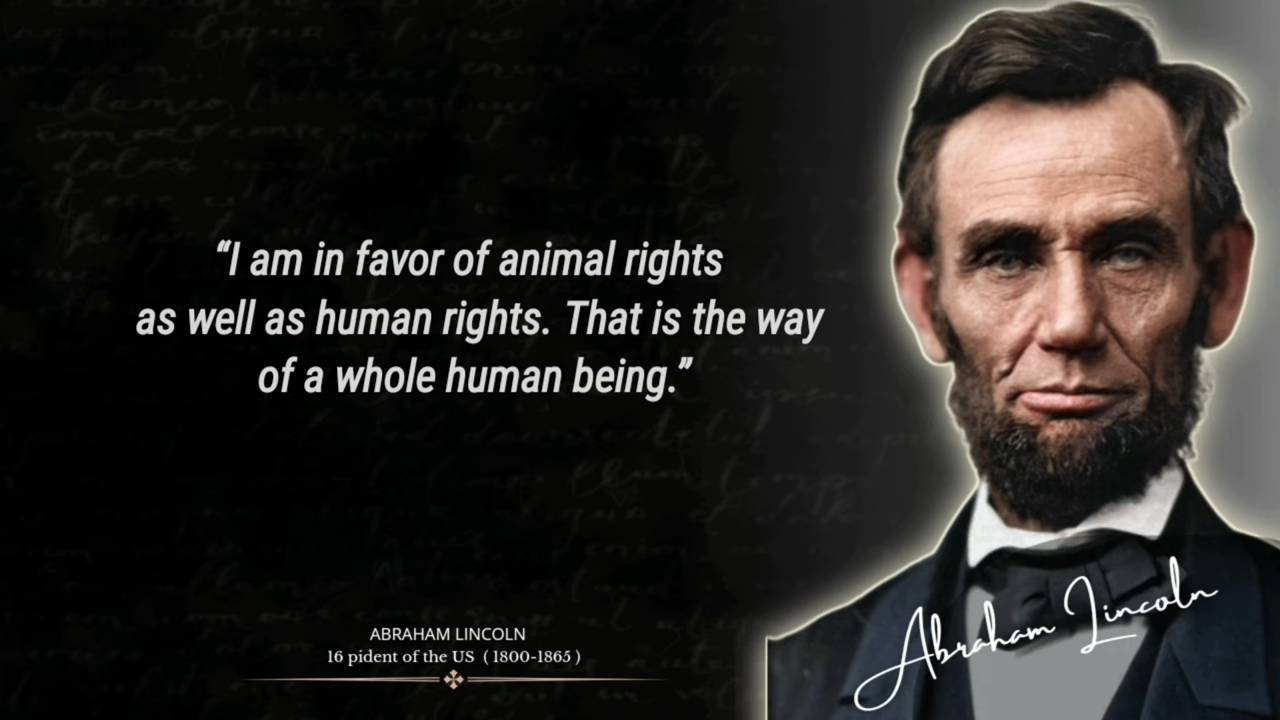 “I am in favor of animal rights
as well as human rights. That is the way
of a whole human being.”
ABRAHAM LINCOLN
16 pident of the US ( 1800-1865 )
Abraham Lincoln